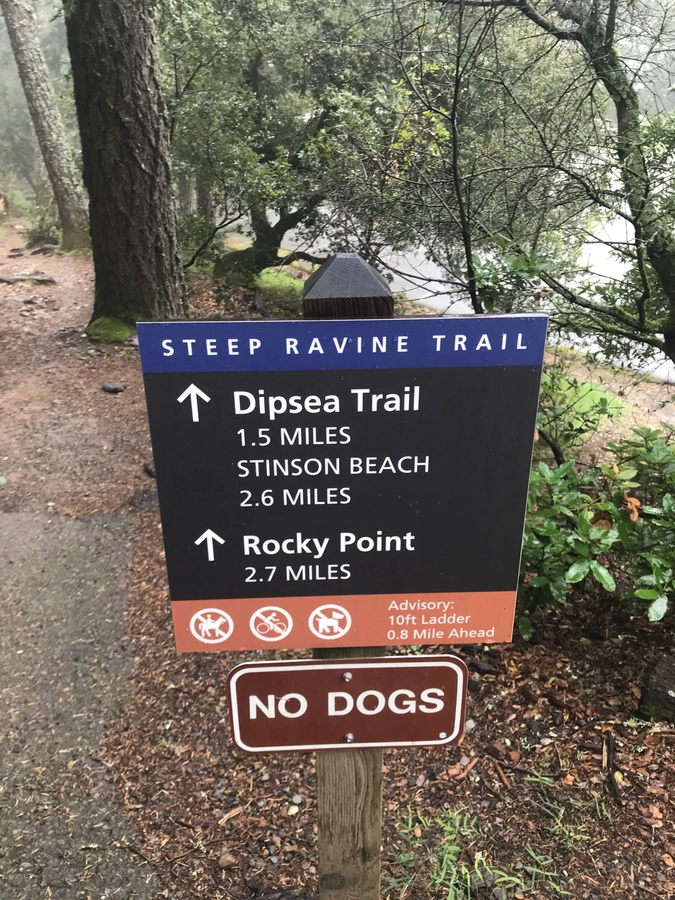 STEEP RAVINE TRAIL
Dipsea Trail
1.5 MILES
STINSON BEACH
2.6 MILES
Rocky Point
2.7 MILES
Advisory:
10ft Ladder
0.8 Mile Ahead
NO DOGS